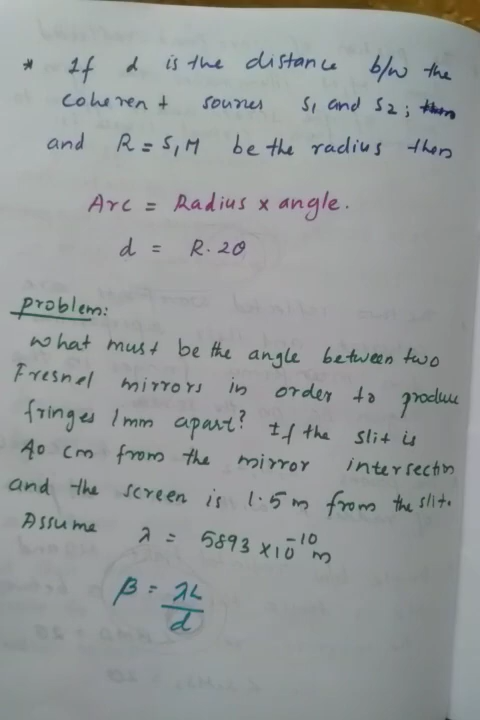 * If d is the distance b/w the
coherent sources S1 and S2;
and R = S1M be the radius then
Arc = Radius x angle.
d = R. 2θ
problem:
what must be the angle between two
Fresnel mirrors in order to produce
fringes 1mm apart? If the slit is
40 cm from the mirror intersectin
and the screen is 1.5 m from the slit.
Assume λ = 5893 x10⁻¹⁰ m
β = λL/d